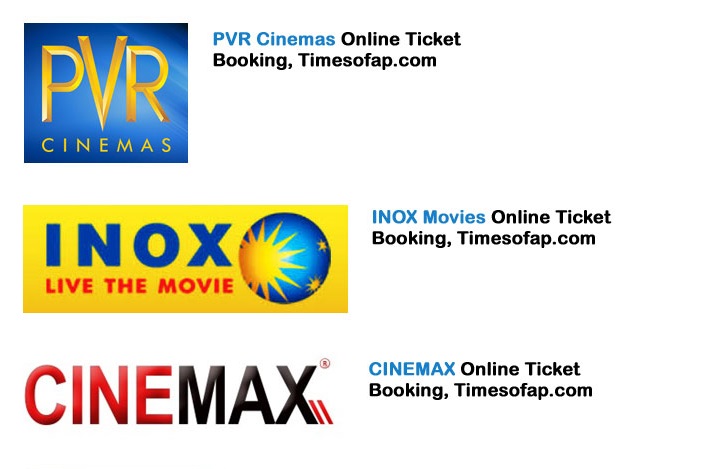 PVR
CINEMAS
PVR Cinemas Online Ticket
Booking, Timesofap.com
INOX
LIVE THE MOVIE
INOX Movies Online Ticket
Booking, Timesofap.com
CINEMAX®
CINEMAX Online Ticket
Booking, Timesofap.com